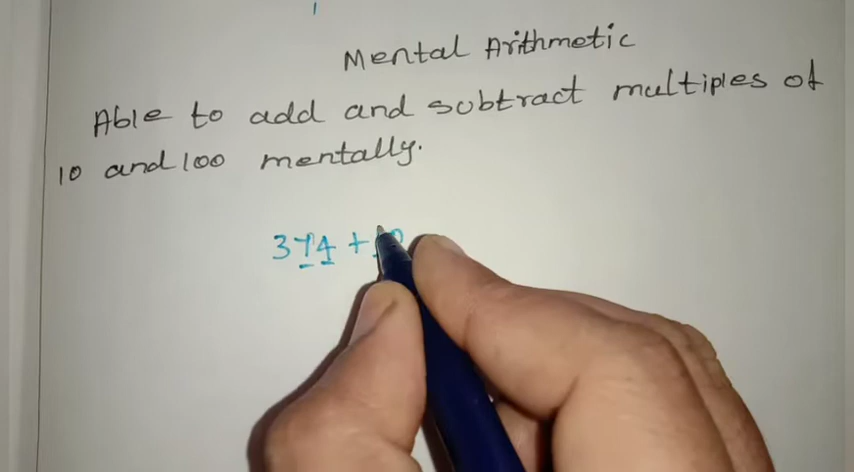 Mental Arithmetic
Able to add and subtract multiples of
10 and 100 mentally.
374 +